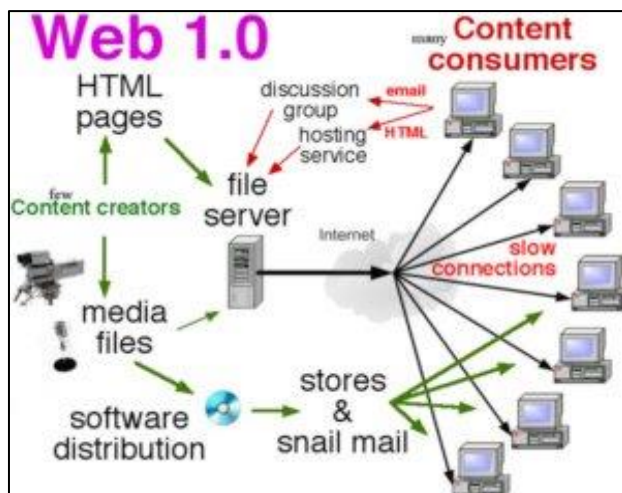 Web 1.0
many Content
consumers
HTML
pages
discussion
group
email
hosting
service
HTML
few
Content creators
file
server
Internet
slow
connections
media
files
stores
&
snail mail
software
distribution